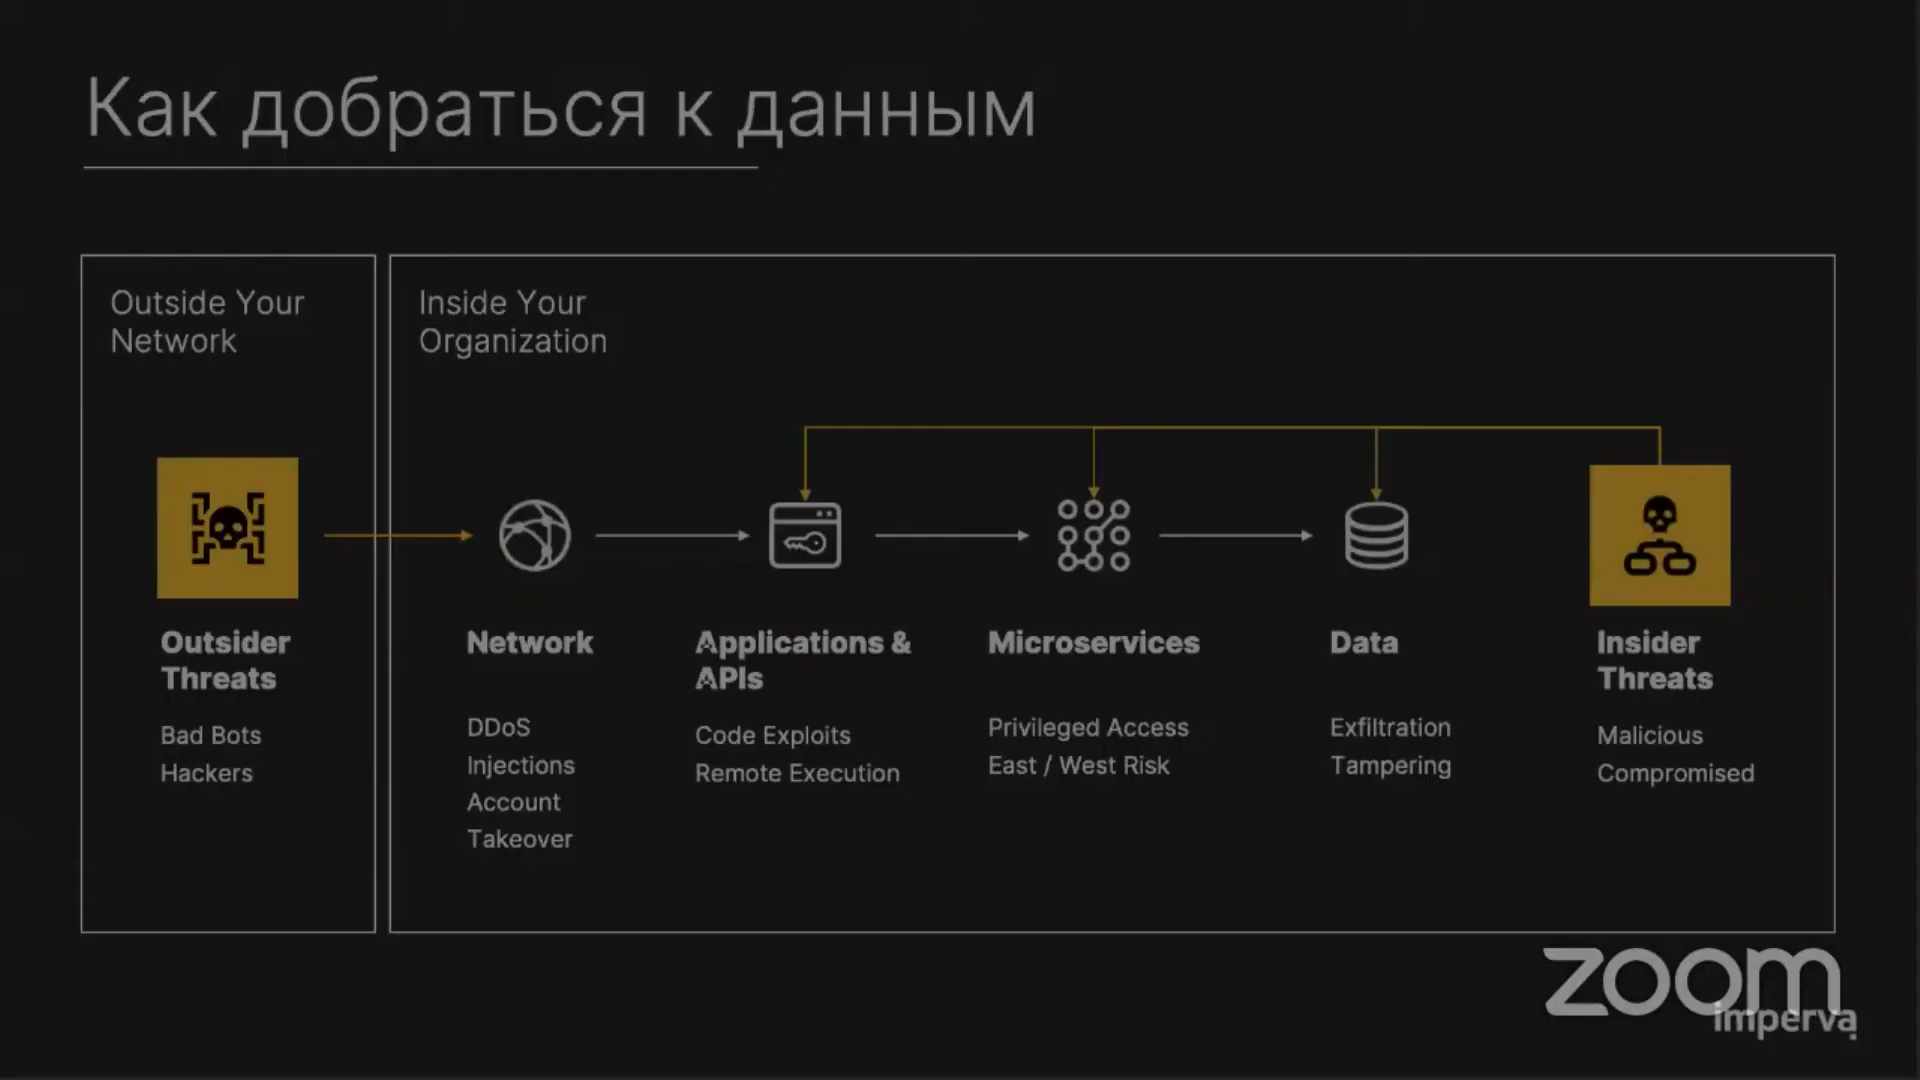 Как добраться к данным
Outside Your
Network
Inside Your
Organization
Outsider
Threats
Bad Bots
Hackers
Network
DDoS
Injections
Account
Takeover
Applications &
APIs
Code Exploits
Remote Execution
Microservices
Privileged Access
East / West Risk
Data
Exfiltration
Tampering
Insider
Threats
Malicious
Compromised
zoom
imperva